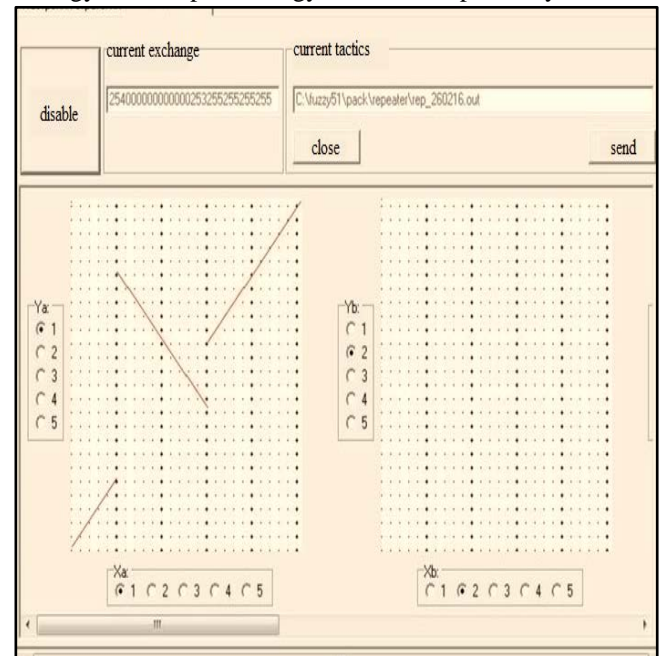 current exchange
current tactics
disable
254000000000000253255255255255
C:\fuzzy51\pack\repeater\rep_260216.out
close
send
Ya:
1
2
3
4
5
Yb:
1
2
3
4
5
Xa:
1 2 3 4 5
Xb:
1 2 3 4 5